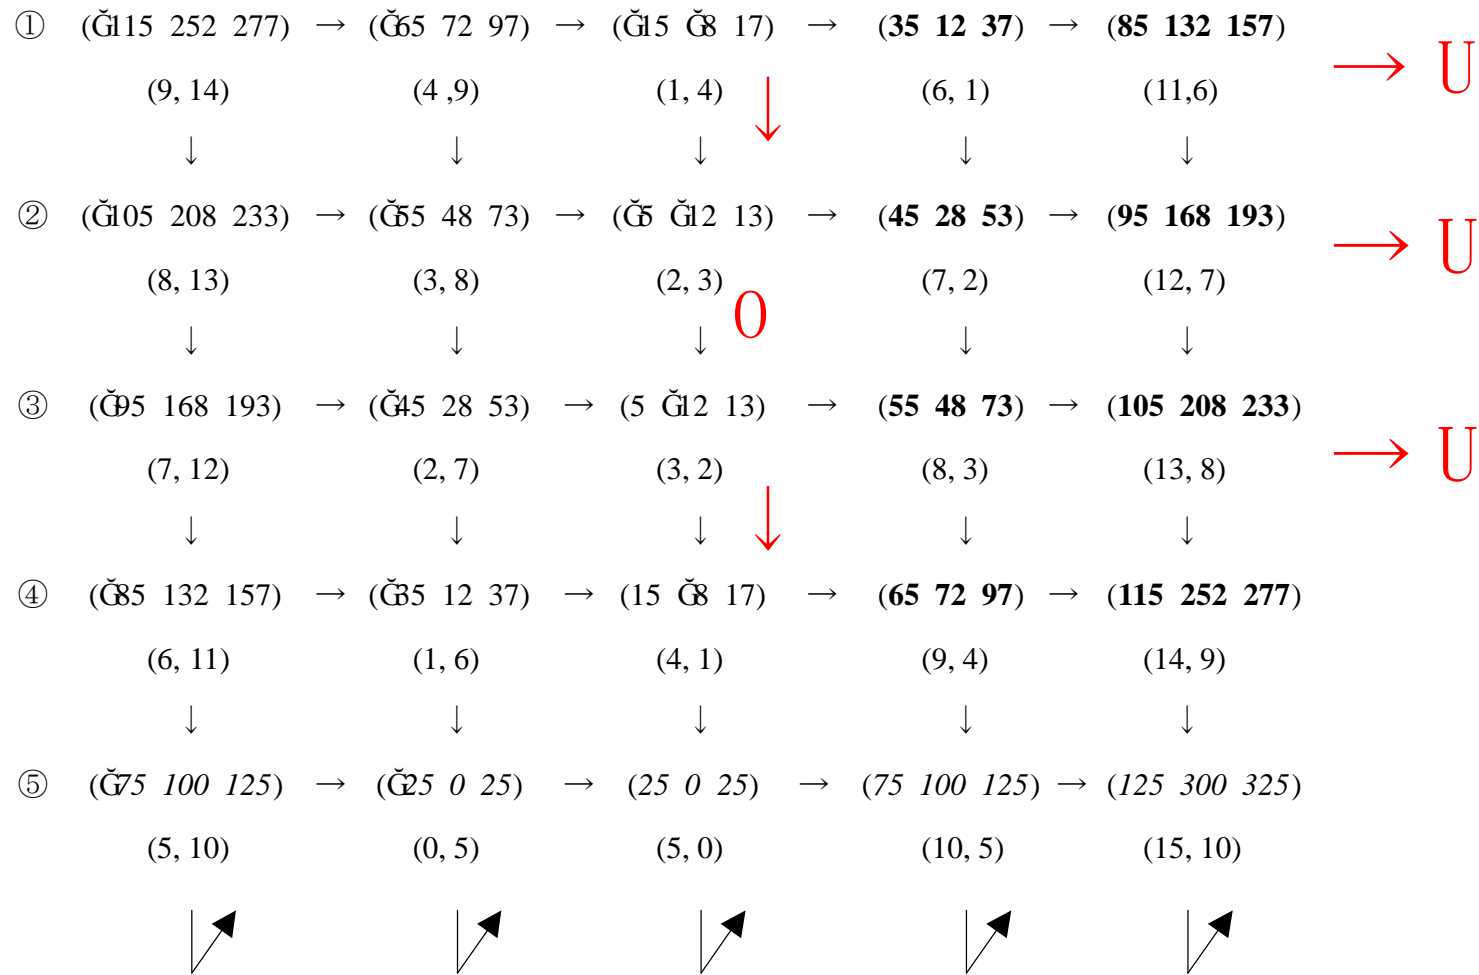 ① (Ğ115 252 277) → (Ğ65 72 97) → (Ğ15 Ğ8 17) → (35 12 37) → (85 132 157) → U
(9, 14) (4 ,9) (1, 4) ↓ (6, 1) (11,6)
↓ ↓ ↓ ↓ ↓
② (Ğ105 208 233) → (Ğ55 48 73) → (Ğ5 Ğ12 13) → (45 28 53) → (95 168 193) → U
(8, 13) (3, 8) (2, 3) (7, 2) (12, 7)
↓ ↓ ↓ 0 ↓ ↓
③ (Ğ95 168 193) → (Ğ45 28 53) → (5 Ğ12 13) → (55 48 73) → (105 208 233) → U
(7, 12) (2, 7) (3, 2) (8, 3) (13, 8)
↓ ↓ ↓ ↓ ↓ ↓
④ (Ğ85 132 157) → (Ğ35 12 37) → (15 Ğ8 17) → (65 72 97) → (115 252 277)
(6, 11) (1, 6) (4, 1) (9, 4) (14, 9)
↓ ↓ ↓ ↓ ↓
⑤ (Ğ75 100 125) → (Ğ25 0 25) → (25 0 25) → (75 100 125) → (125 300 325)
(5, 10) (0, 5) (5, 0) (10, 5) (15, 10)